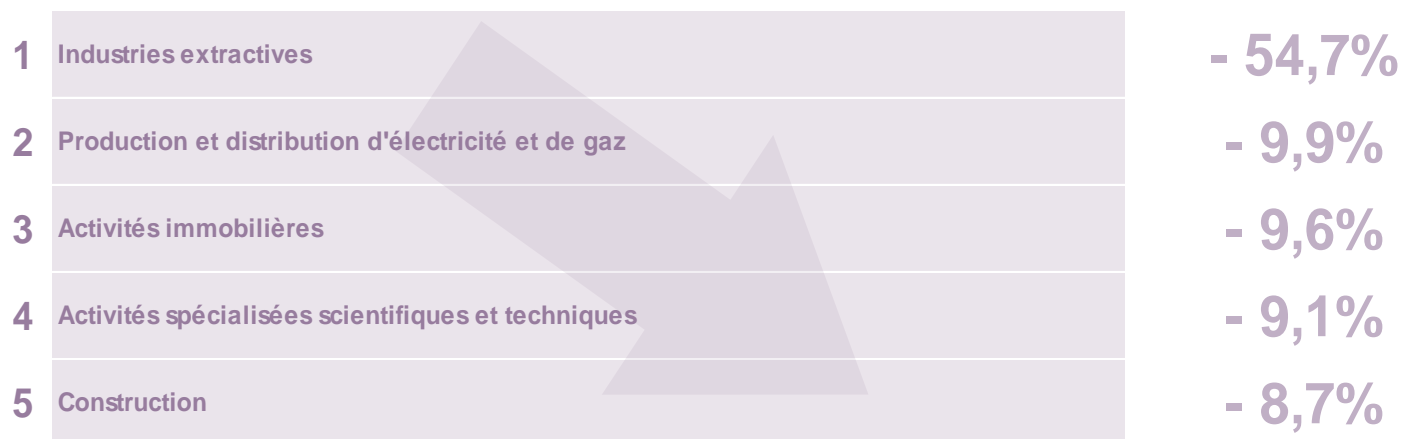 1 Industries extractives - 54,7%
2 Production et distribution d'électricité et de gaz - 9,9%
3 Activités immobilières - 9,6%
4 Activités spécialisées scientifiques et techniques - 9,1%
5 Construction - 8,7%